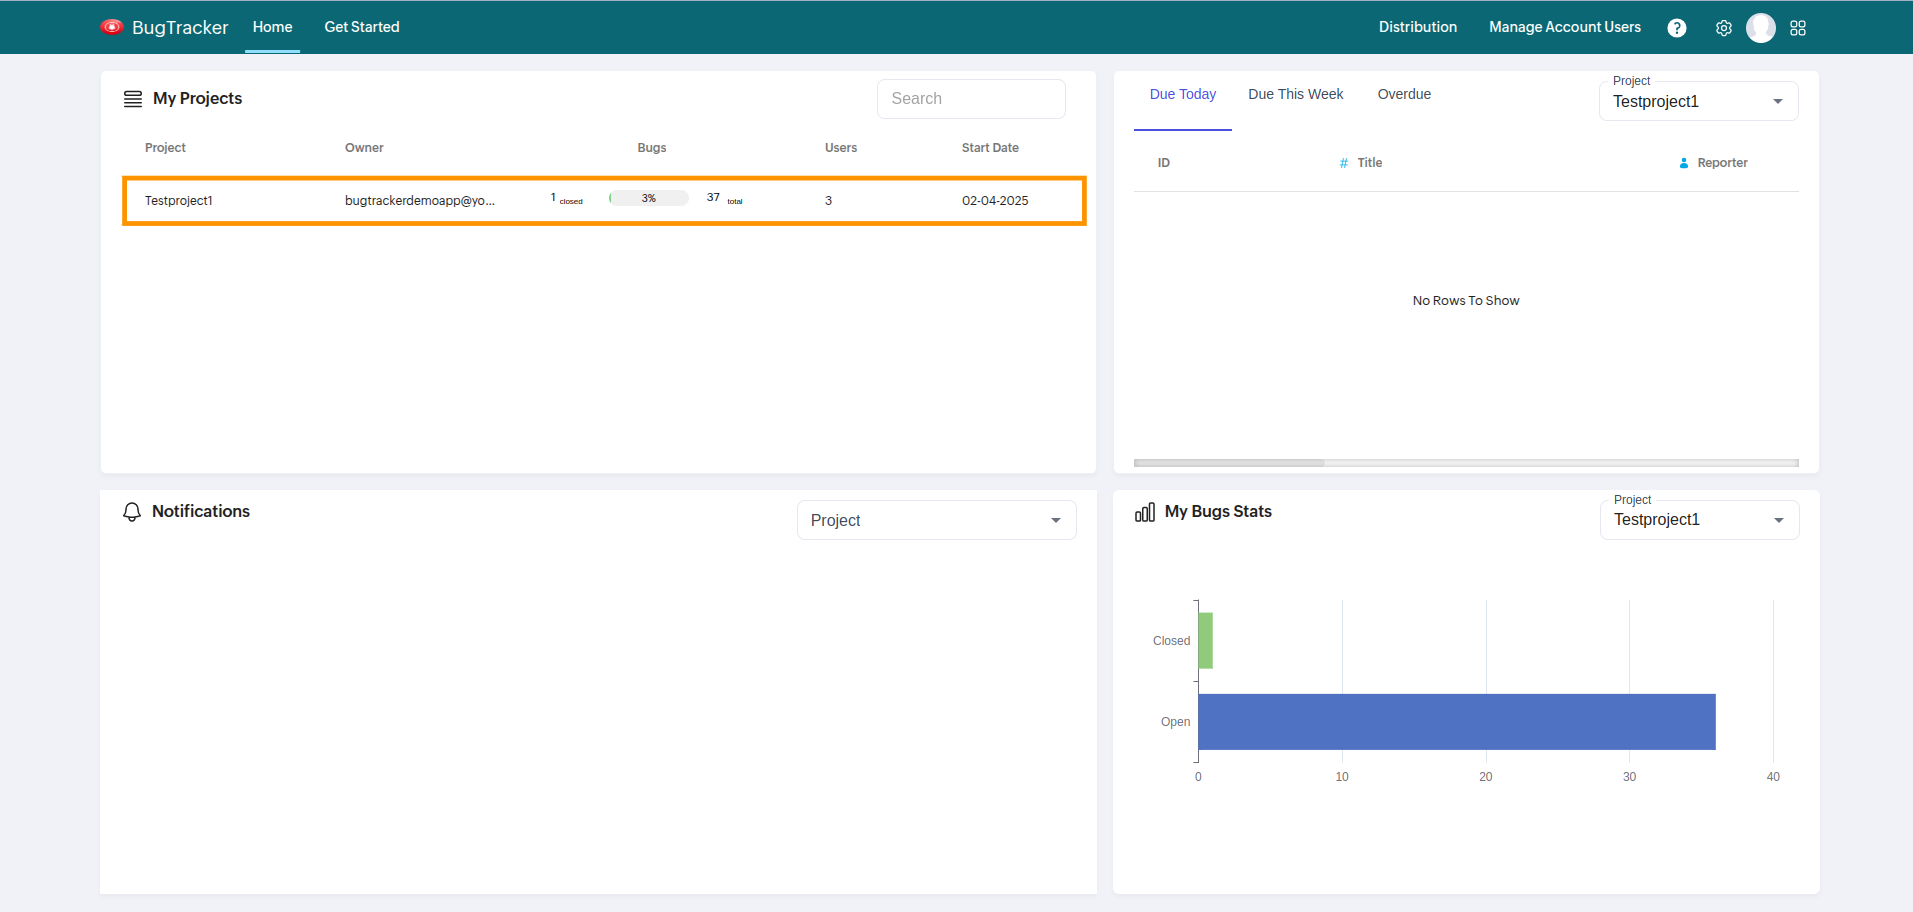 BugTracker Home Get Started Distribution Manage Account Users ?
My Projects Search
Project Owner Bugs Users Start Date
Testproject1 bugtrackerdemoapp@yo... 1 closed 3% 37 total 3 02-04-2025
Due Today Due This Week Overdue Project
Testproject1
ID # Title Reporter
No Rows To Show
Notifications Project
My Bugs Stats Project
Testproject1
Closed
Open
0 10 20 30 40